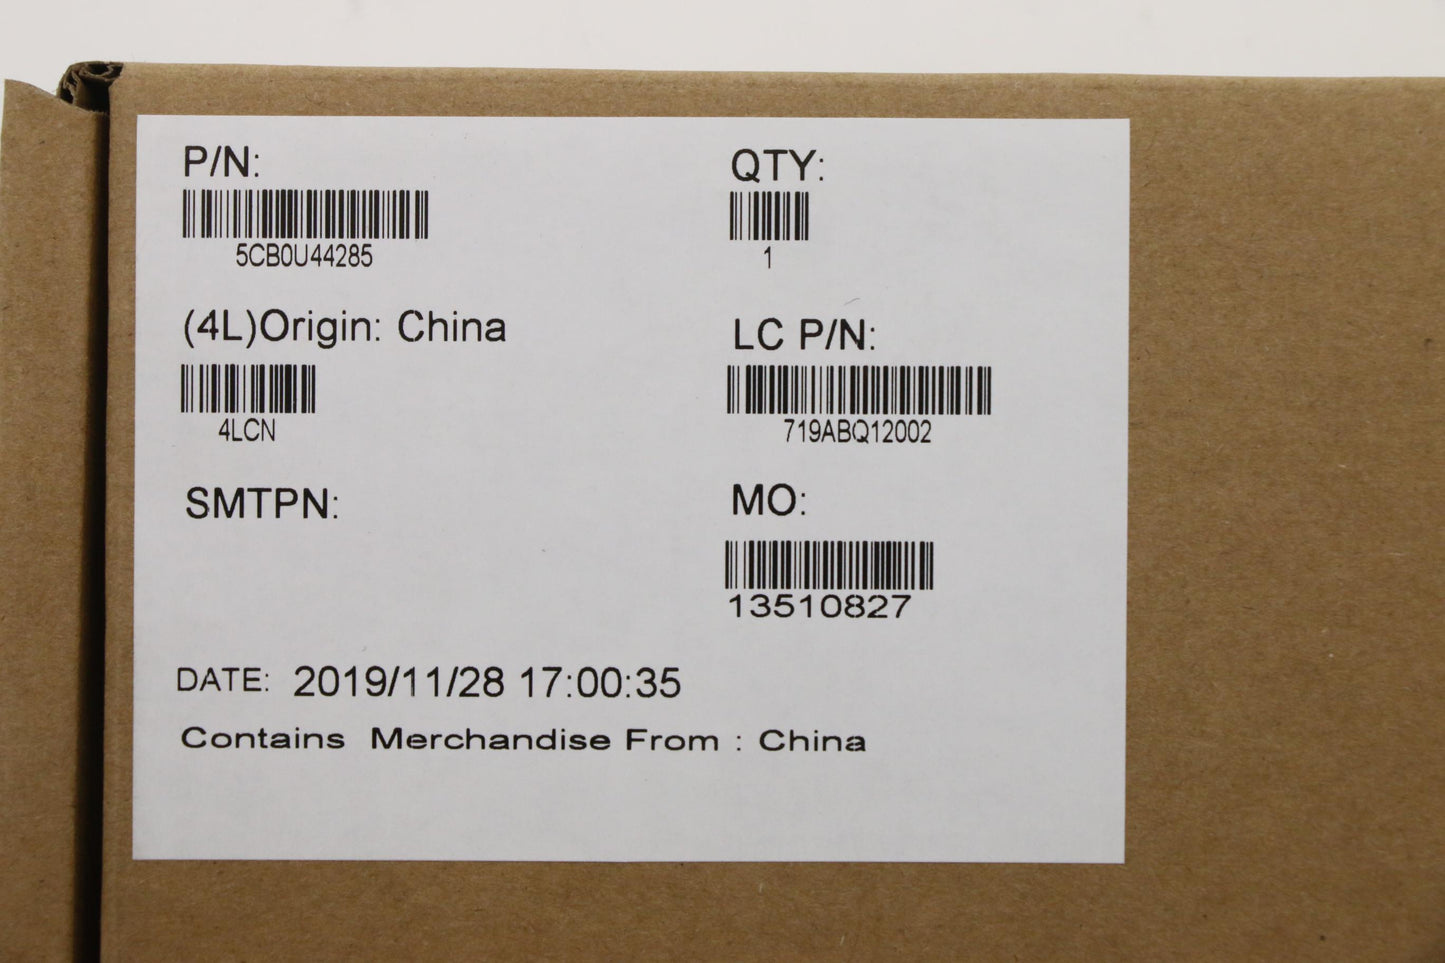 P/N:
5CB0U44285
QTY:
1
(4L)Origin: China
4LCN
LC P/N:
719ABQ12002
SMTPN:
MO:
13510827
DATE: 2019/11/28 17:00:35
Contains Merchandise From : China